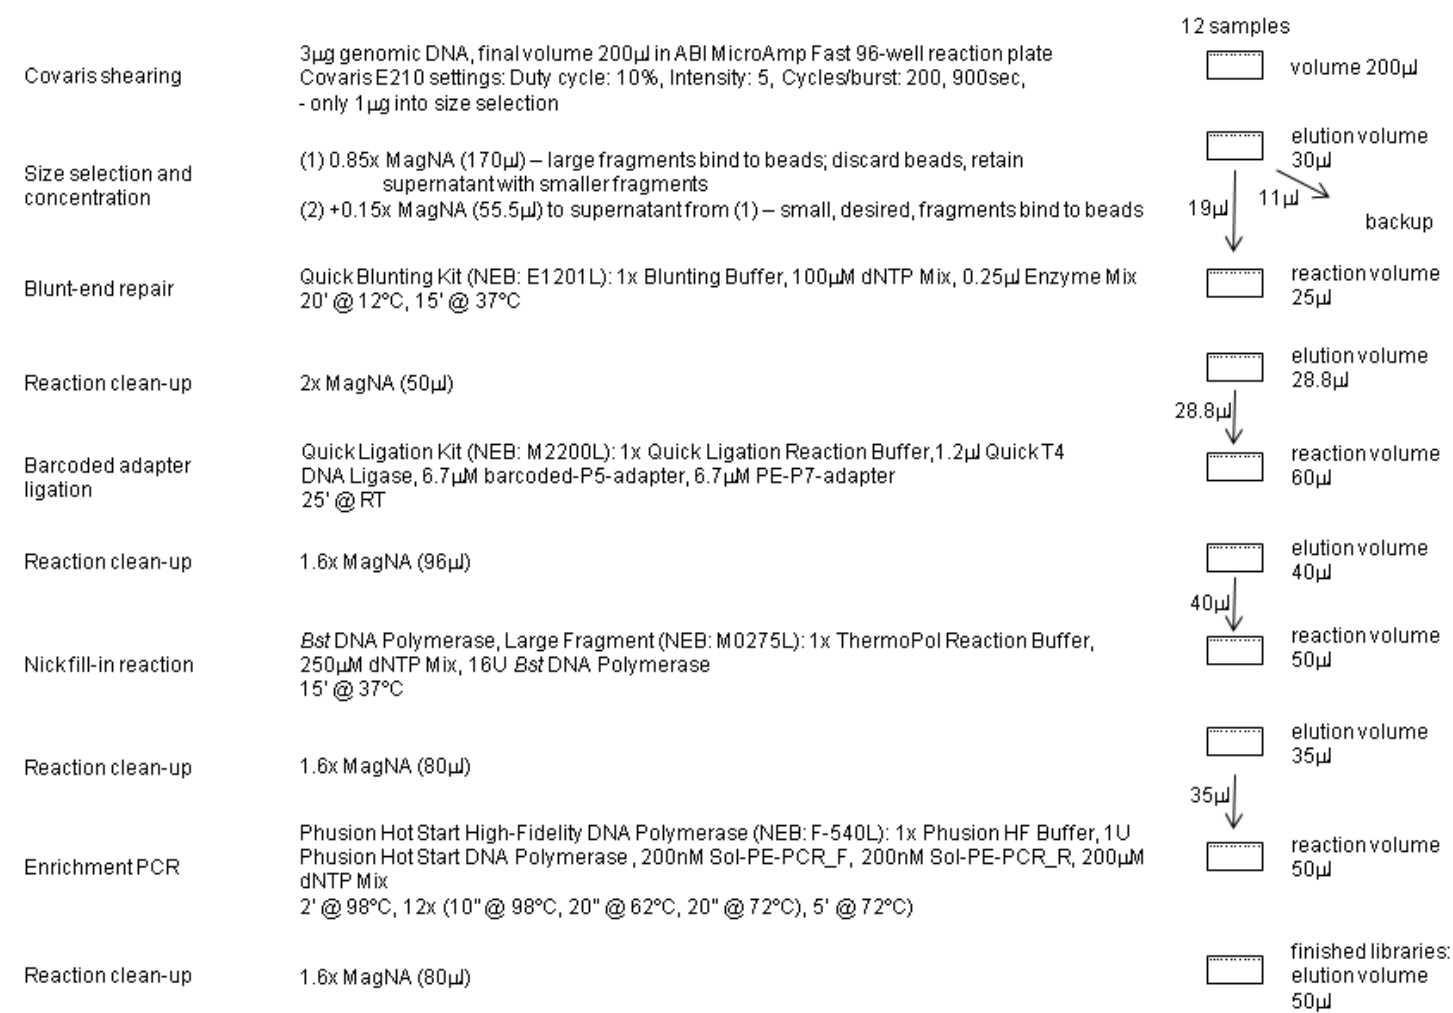 12 samples
Covaris shearing
3µg genomic DNA, final volume 200µl in ABI MicroAmp Fast 96-well reaction plate
Covaris E210 settings: Duty cycle: 10%, Intensity: 5, Cycles/burst: 200, 900sec,
- only 1µg into size selection
volume 200µl
Size selection and
concentration
(1) 0.85x MagNA (170µl) – large fragments bind to beads; discard beads, retain
supernatant with smaller fragments
(2) +0.15x MagNA (55.5µl) to supernatant from (1) – small, desired, fragments bind to beads
elution volume
30µl
19µl
11µl
backup
Blunt-end repair
Quick Blunting Kit (NEB: E1201L): 1x Blunting Buffer, 100µM dNTP Mix, 0.25µl Enzyme Mix
20' @ 12°C, 15' @ 37°C
reaction volume
25µl
Reaction clean-up
2x MagNA (50µl)
elution volume
28.8µl
28.8µl
Barcoded adapter
ligation
Quick Ligation Kit (NEB: M2200L): 1x Quick Ligation Reaction Buffer,1.2µl Quick T4
DNA Ligase, 6.7µM barcoded-P5-adapter, 6.7µM PE-P7-adapter
25' @ RT
reaction volume
60µl
Reaction clean-up
1.6x MagNA (96µl)
elution volume
40µl
40µl
Nick fill-in reaction
Bst DNA Polymerase, Large Fragment (NEB: M0275L): 1x ThermoPol Reaction Buffer,
250µM dNTP Mix, 16U Bst DNA Polymerase
15' @ 37°C
reaction volume
50µl
Reaction clean-up
1.6x MagNA (80µl)
elution volume
35µl
35µl
Enrichment PCR
Phusion Hot Start High-Fidelity DNA Polymerase (NEB: F-540L): 1x Phusion HF Buffer, 1U
Phusion Hot Start DNA Polymerase , 200nM Sol-PE-PCR_F, 200nM Sol-PE-PCR_R, 200µM
dNTP Mix
2' @ 98°C, 12x (10" @ 98°C, 20" @ 62°C, 20" @ 72°C), 5' @ 72°C)
reaction volume
50µl
Reaction clean-up
1.6x MagNA (80µl)
finished libraries:
elution volume
50µl